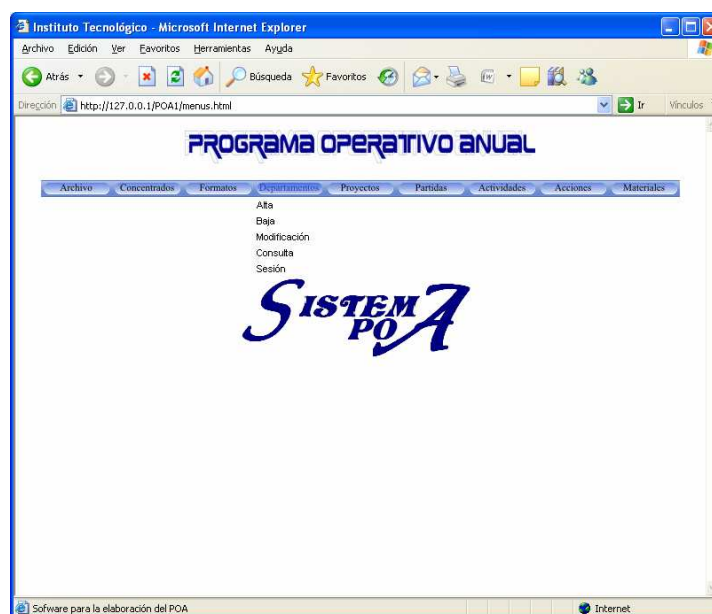 Instituto Tecnológico - Microsoft Internet Explorer
Archivo Edición Ver Favoritos Herramientas Ayuda
Atrás Búsqueda Favoritos
Dirección http://127.0.0.1/POA1/menus.html Ir Vínculos
PROGRAMA OPERATIVO ANUAL
Archivo Concentrados Formatos Departamentos Proyectos Partidas Actividades Acciones Materiales
Alta
Baja
Modificación
Consulta
Sesión
SISTEMA
POA
Sofware para la elaboración del POA Internet